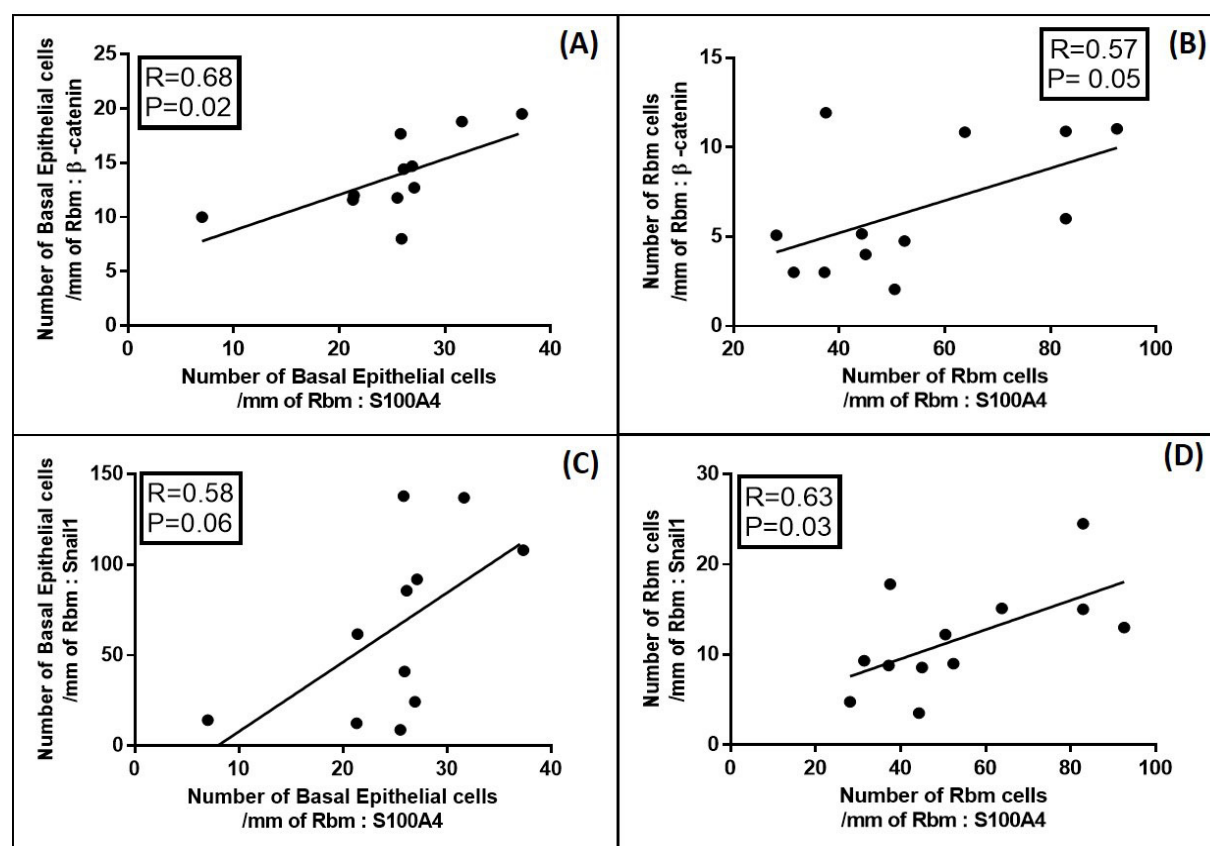 (A)
R=0.68
P=0.02
Number of Basal Epithelial cells
/mm of Rbm : β -catenin
25
20
15
10
5
0
0 10 20 30 40
Number of Basal Epithelial cells
/mm of Rbm : S100A4
(B)
R=0.57
P= 0.05
Number of Rbm cells
/mm of Rbm : β -catenin
15
10
5
0
20 40 60 80 100
Number of Rbm cells
/mm of Rbm : S100A4
(C)
R=0.58
P=0.06
Number of Basal Epithelial cells
/mm of Rbm : Snail1
150
100
50
0
0 10 20 30 40
Number of Basal Epithelial cells
/mm of Rbm : S100A4
(D)
R=0.63
P=0.03
Number of Rbm cells
/mm of Rbm : Snail1
30
20
10
0
0 20 40 60 80 100
Number of Rbm cells
/mm of Rbm : S100A4